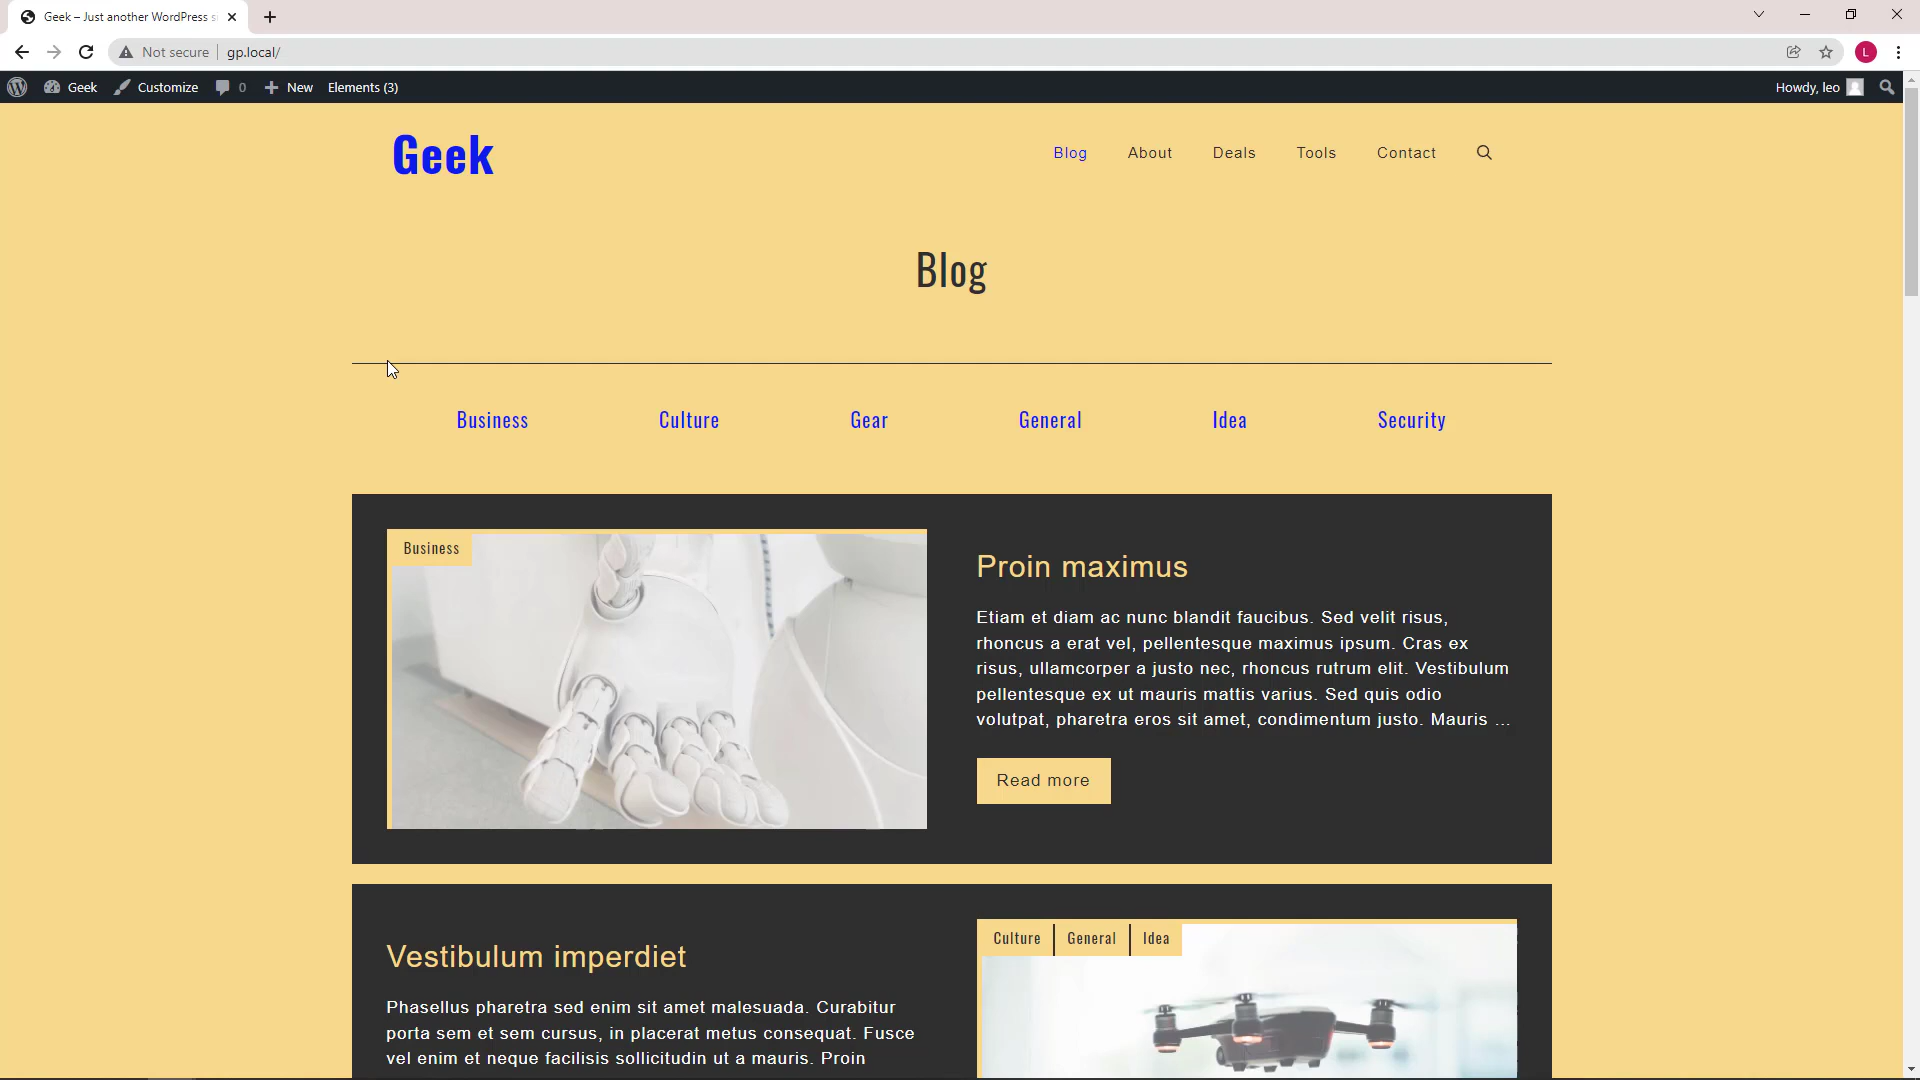 Geek – Just another WordPress s
Not secure
gp.local/
L
Geek
Customize
0
New
Elements (3)
Howdy, leo
Geek
Blog
About
Deals
Tools
Contact
Blog
Business
Culture
Gear
General
Idea
Security
Business
Proin maximus
Etiam et diam ac nunc blandit faucibus. Sed velit risus,
rhoncus a erat vel, pellentesque maximus ipsum. Cras ex
risus, ullamcorper a justo nec, rhoncus rutrum elit. Vestibulum
pellentesque ex ut mauris mattis varius. Sed quis odio
volutpat, pharetra eros sit amet, condimentum justo. Mauris ...
Read more
Vestibulum imperdiet
Phasellus pharetra sed enim sit amet malesuada. Curabitur
porta sem et sem cursus, in placerat metus consequat. Fusce
vel enim et neque facilisis sollicitudin ut a mauris. Proin
Culture
General
Idea